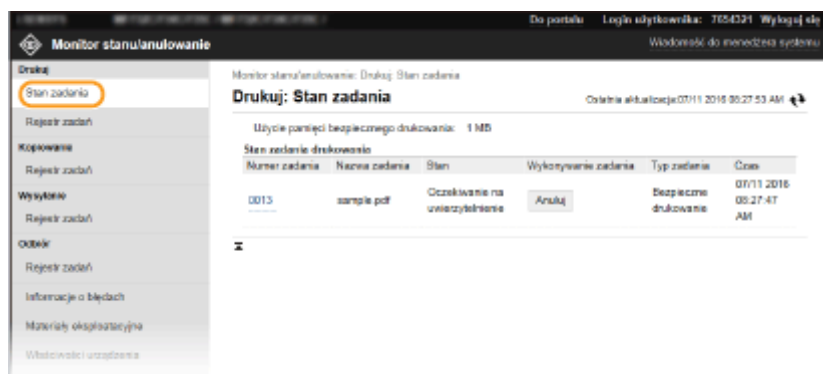 Do portalu Login użytkownika: 7654321 Wyloguj się
Monitor stanu/anulowanie
Wiadomość do menedżera systemu
Drukuj
Stan zadania
Rejestr zadań
Kopiowanie
Rejestr zadań
Wysyłanie
Rejestr zadań
Odbiór
Rejestr zadań
Informacje o błędach
Materiały eksploatacyjne
Właściwości urządzenia
Monitor stanu/anulowanie: Drukuj: Stan zadania
Drukuj: Stan zadania
Ostatnia aktualizacja:07/11 2016 08:27:53 AM
Użycie pamięci bezpiecznego drukowania: 1 MB
Stan zadania drukowania
Numer zadania Nazwa zadania Stan Wykonywanie zadania Typ zadania Czas
0013 sample.pdf Oczekiwanie na uwierzytelnienie Anuluj Bezpieczne drukowanie 07/11 2016 08:27:47 AM